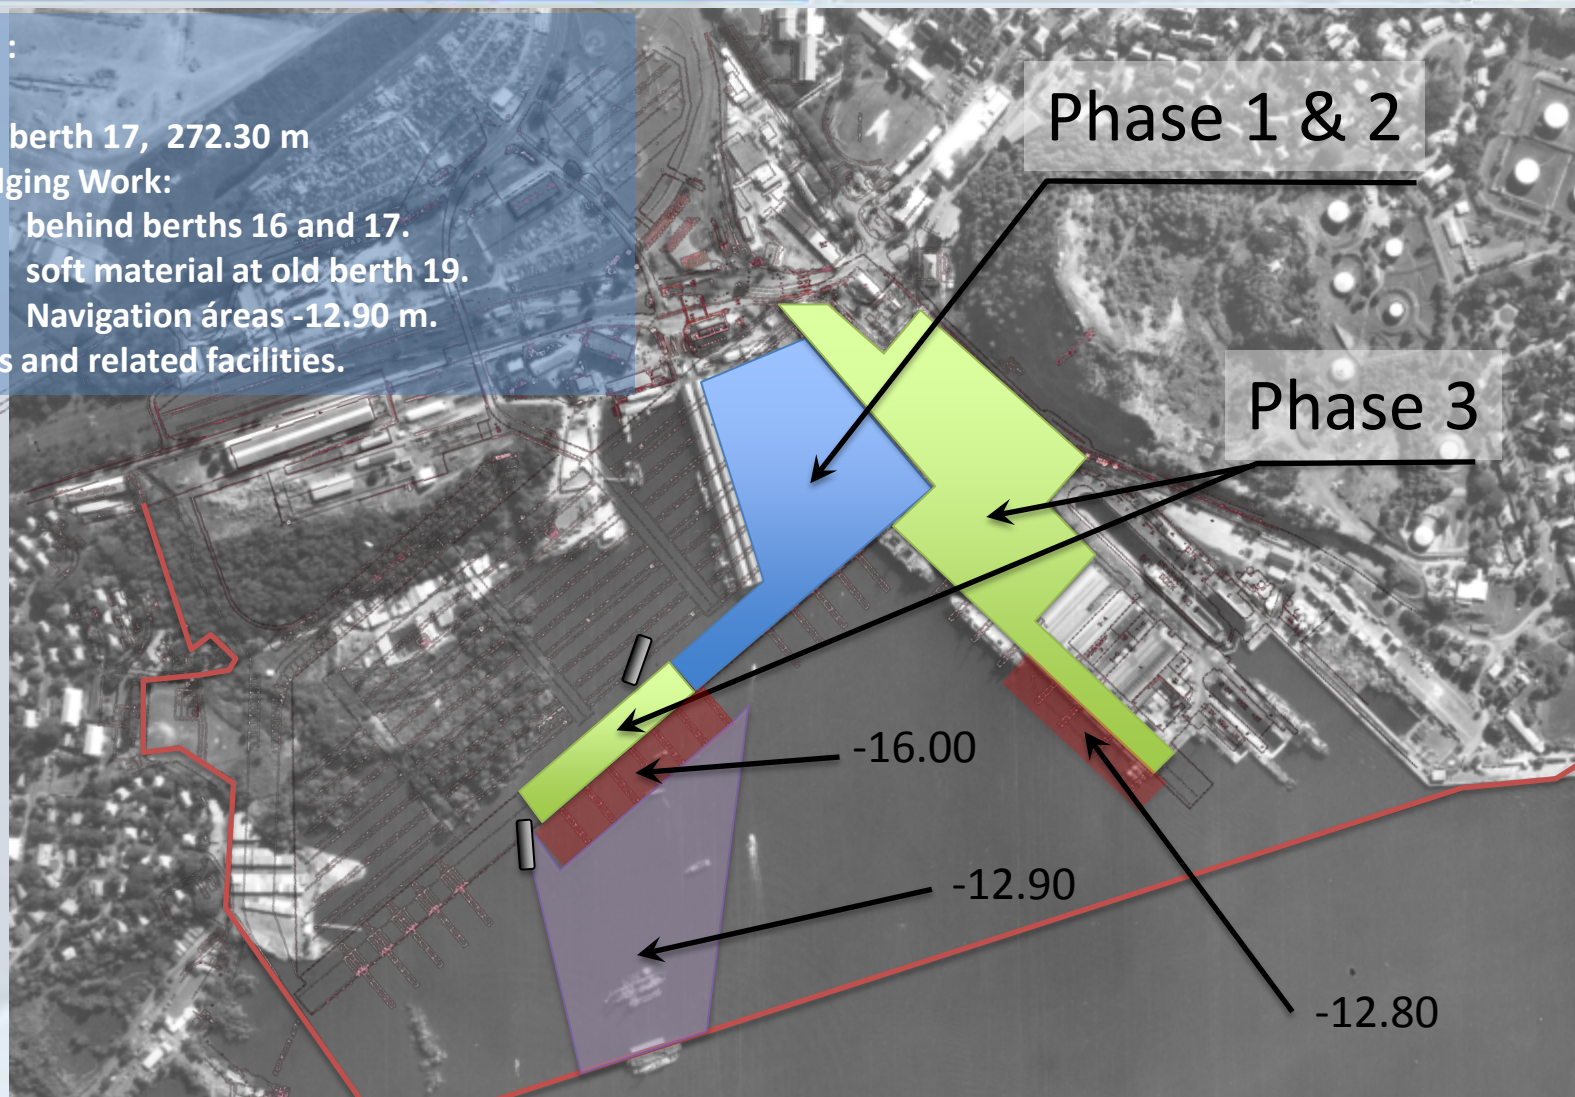 :
berth 17, 272.30 m
dging Work:
behind berths 16 and 17.
soft material at old berth 19.
Navigation áreas -12.90 m.
s and related facilities.
Phase 1 & 2
Phase 3
-16.00
-12.90
-12.80